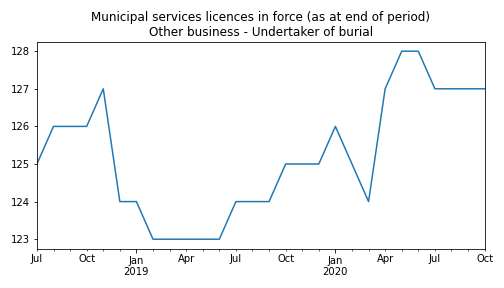 Municipal services licences in force (as at end of period)
Other business - Undertaker of burial
128
127
126
125
124
123
Jul Oct Jan Apr Jul Oct Jan Apr Jul Oct
2019 2020